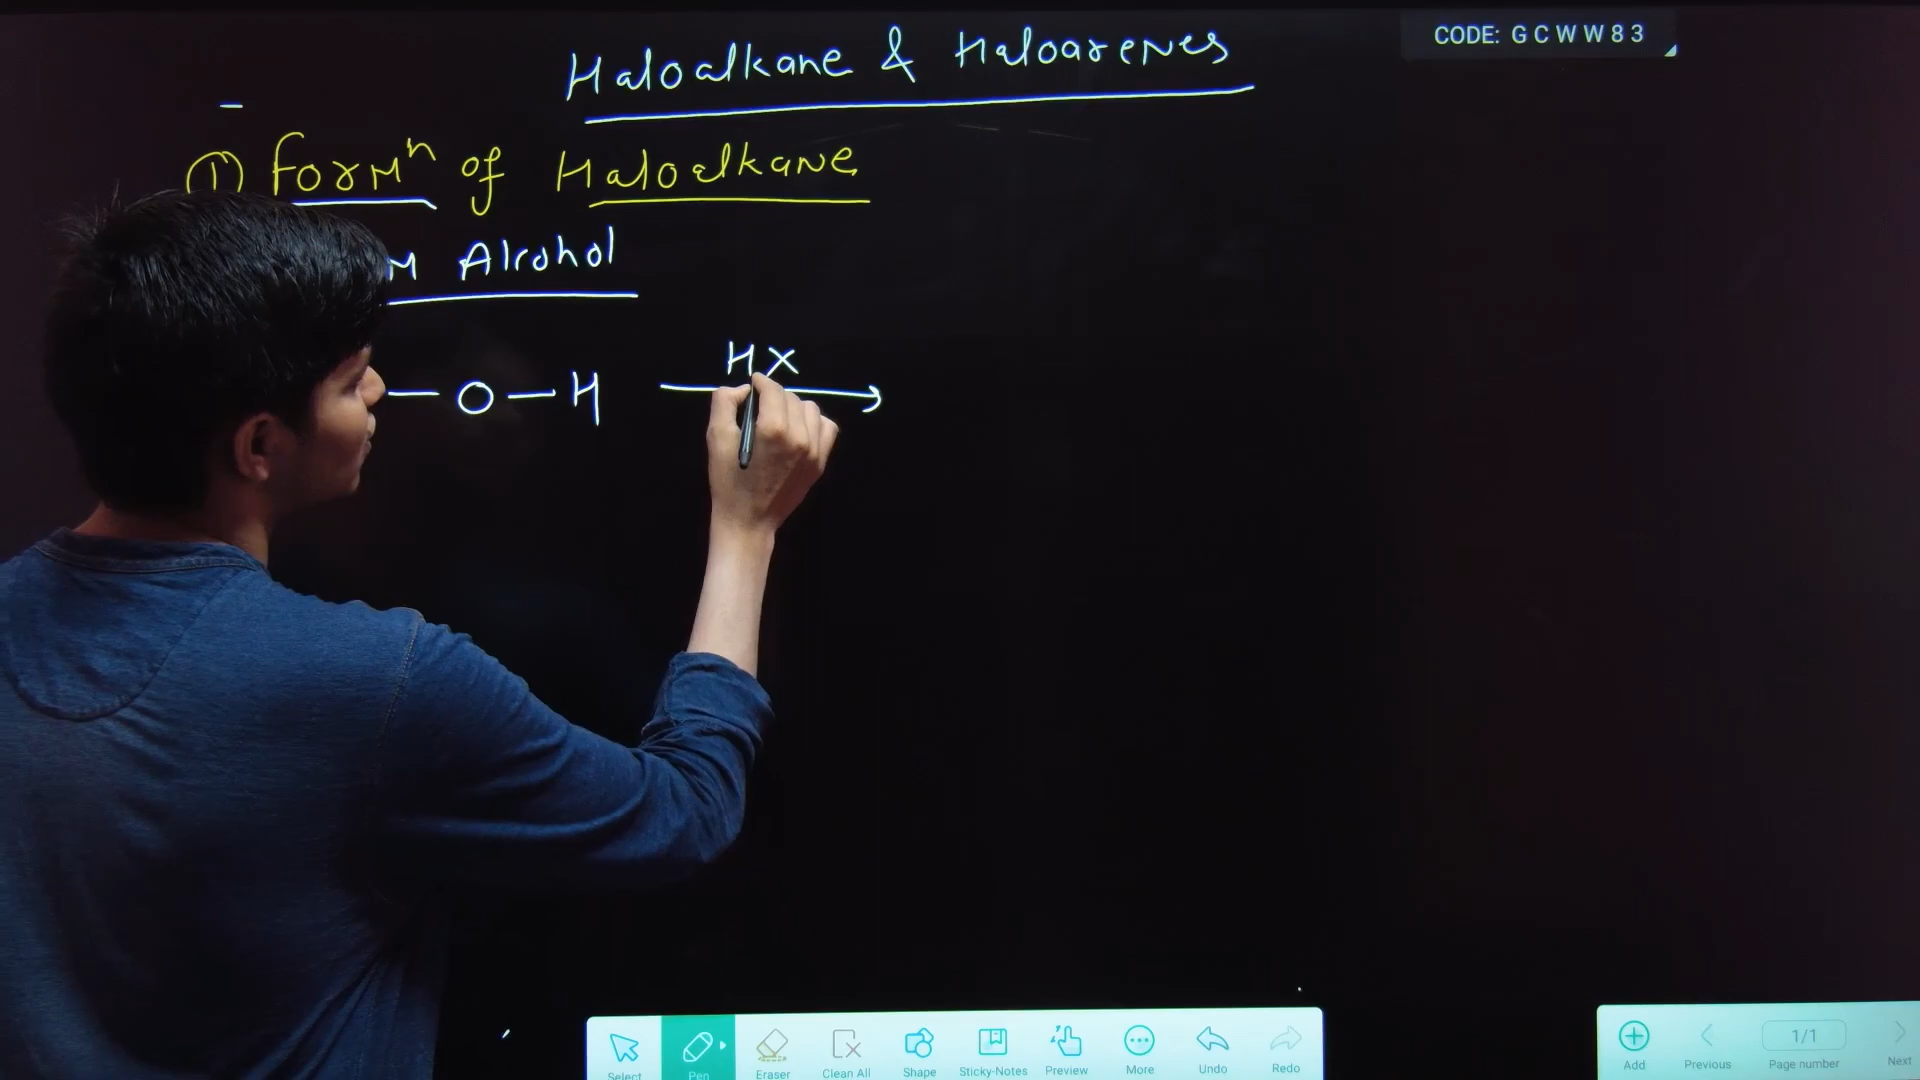 CODE: GCWW83
Haloalkane & Haloarenes
① Formⁿ of Haloalkane
M Alcohol
— O — H
HX
Select
Pen
Eraser
Clean All
Shape
Sticky-Notes
Preview
More
Undo
Redo
Add
Previous
1/1
Page number
Next